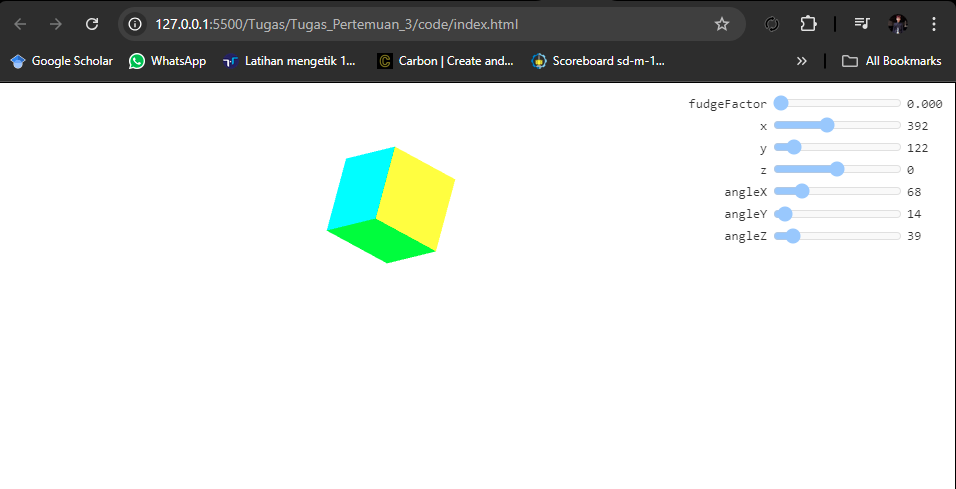 127.0.0.1:5500/Tugas/Tugas_Pertemuan_3/code/index.html
Google Scholar WhatsApp Latihan mengetik 1... Carbon | Create and... Scoreboard sd-m-1... » All Bookmarks
fudgeFactor 0.000
x 392
y 122
z 0
angleX 68
angleY 14
angleZ 39